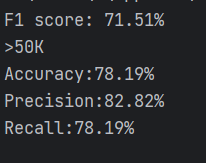 F1 score: 71.51%
>50K
Accuracy:78.19%
Precision:82.82%
Recall:78.19%